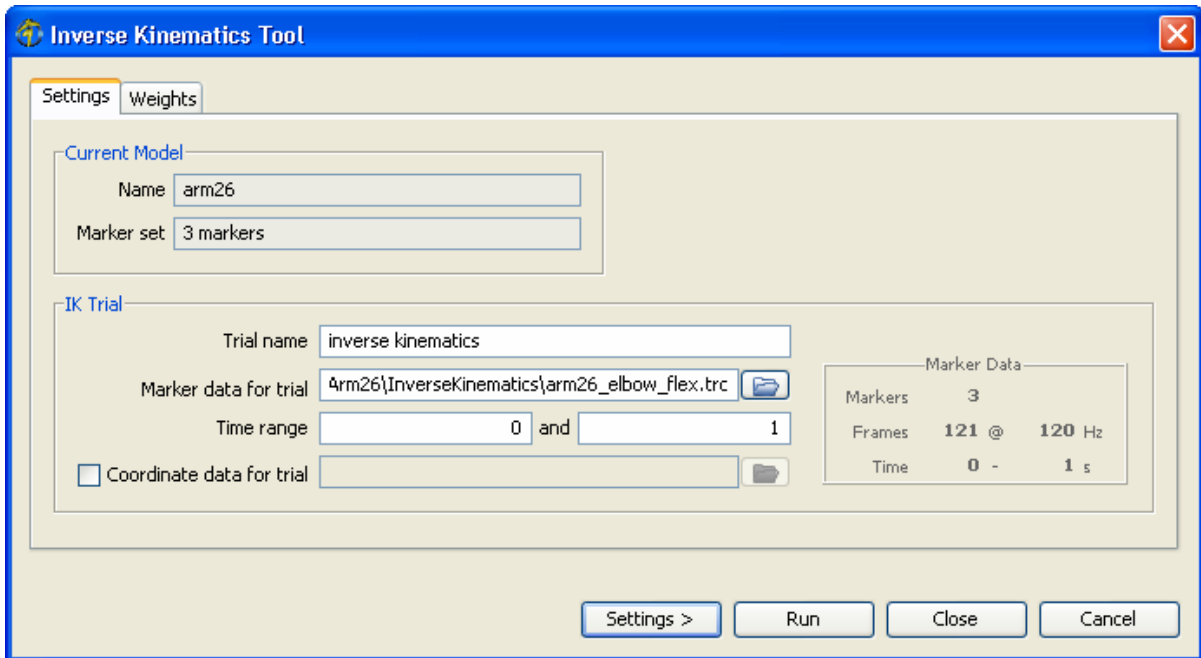 Inverse Kinematics Tool
Settings
Weights
Current Model
Name arm26
Marker set 3 markers
IK Trial
Trial name inverse kinematics
Marker data for trial Arm26\InverseKinematics\arm26_elbow_flex.trc
Time range 0 and 1
Coordinate data for trial
Marker Data
Markers 3
Frames 121 @ 120 Hz
Time 0 - 1 s
Settings >
Run
Close
Cancel